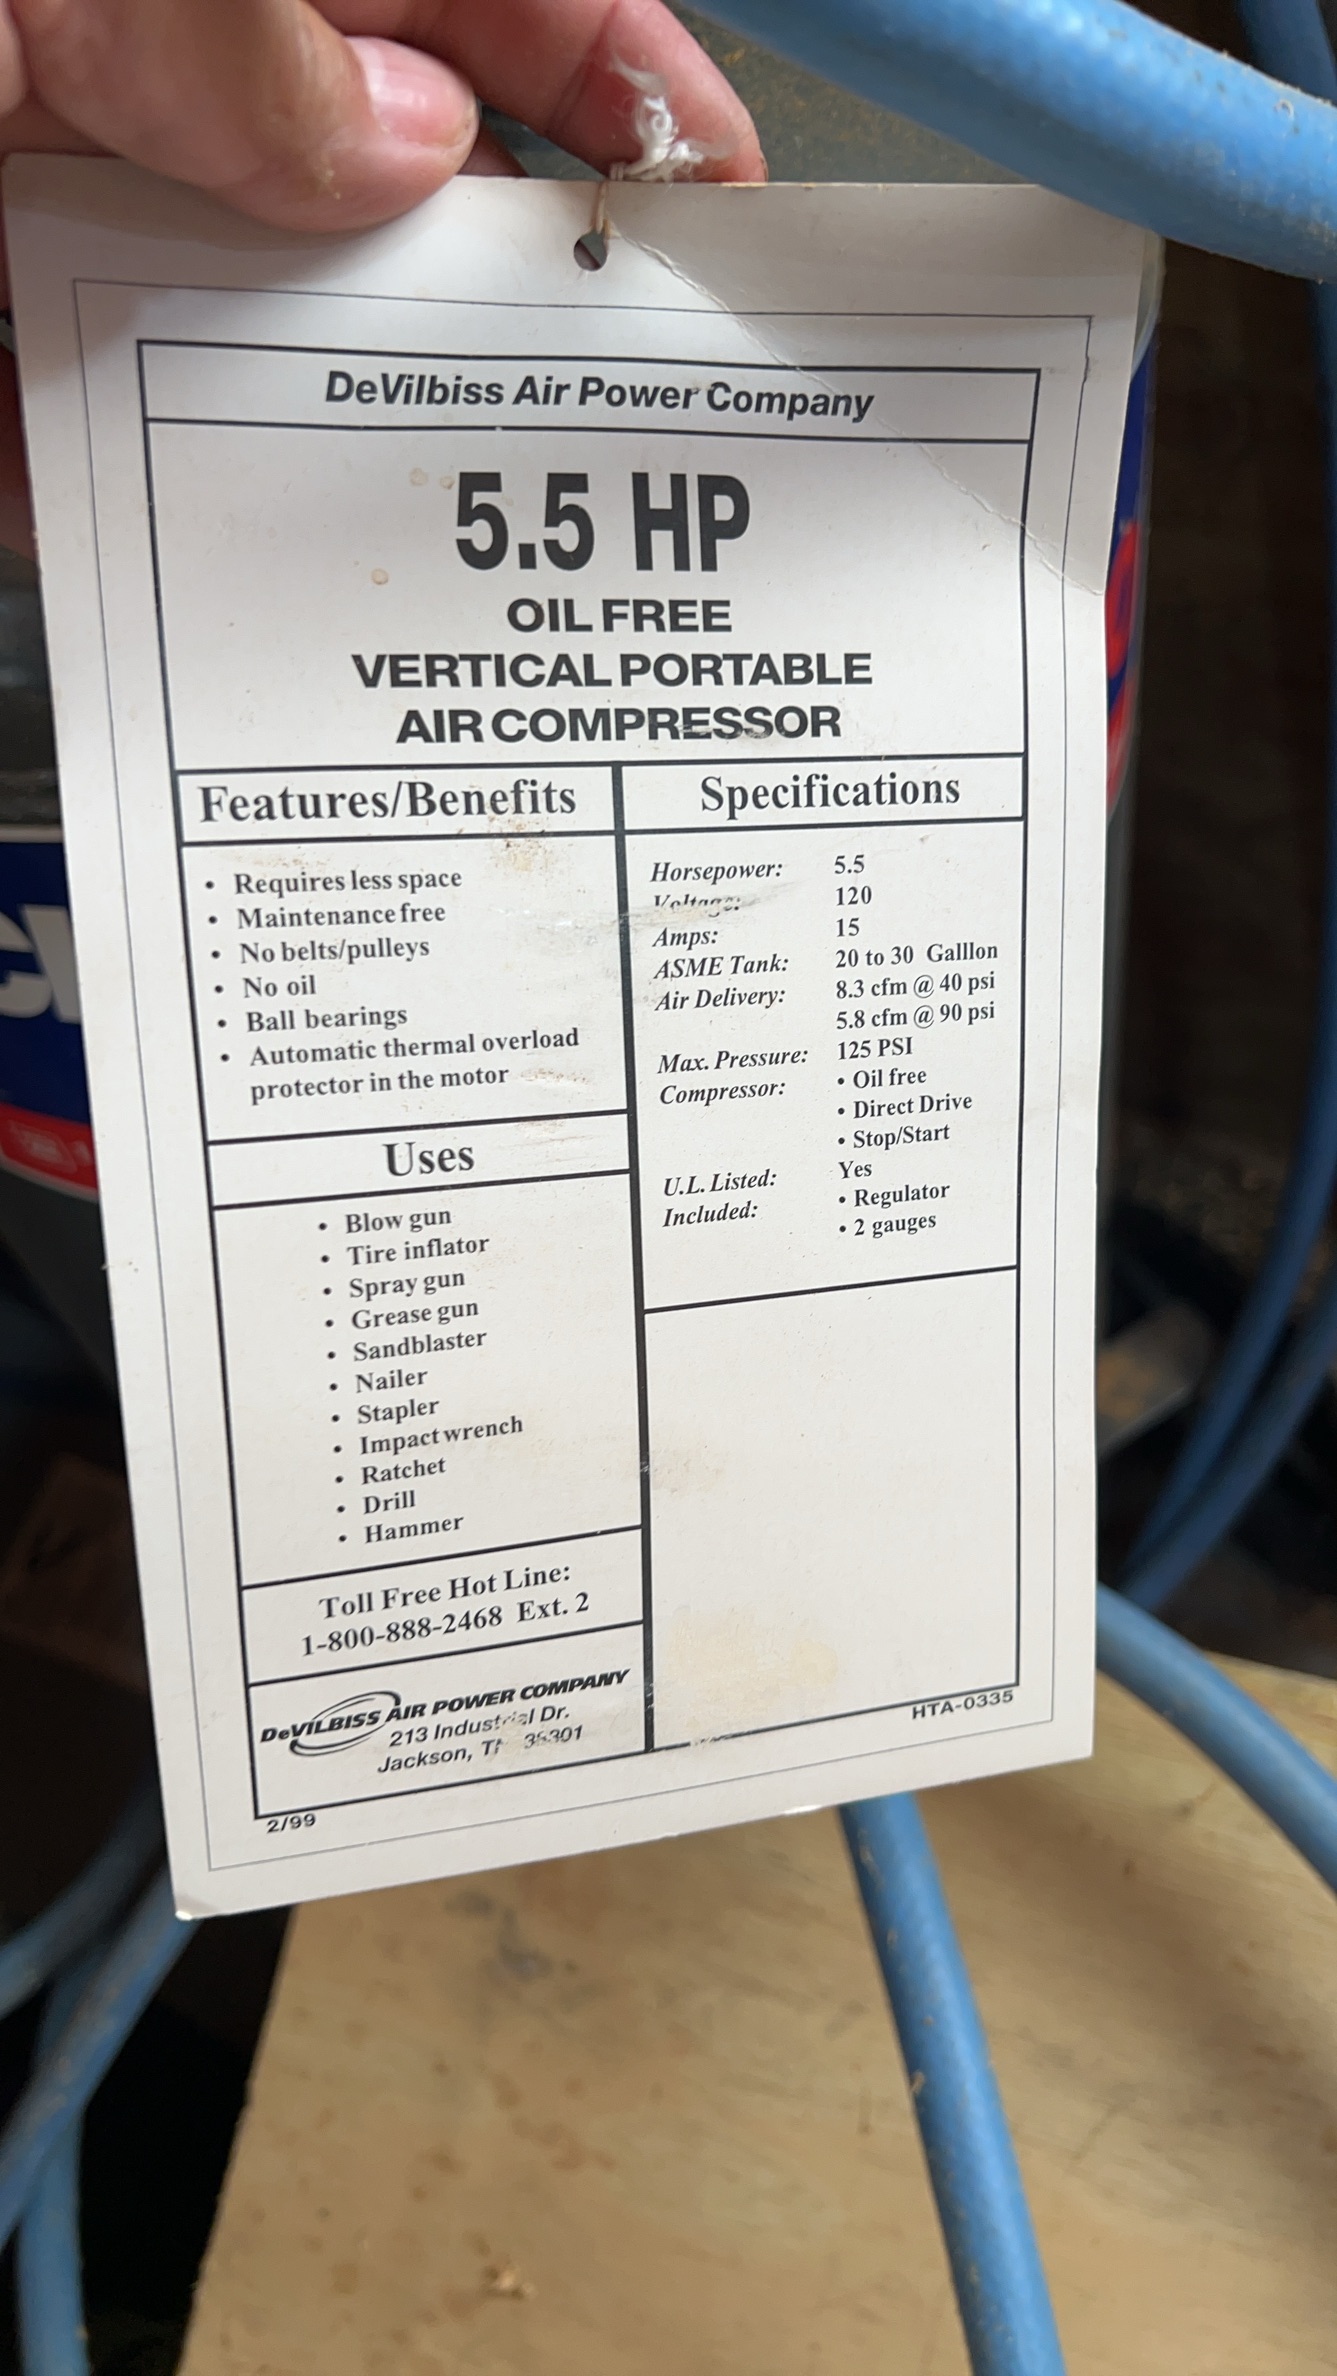 DeVilbiss Air Power Company
5.5 HP
OIL FREE
VERTICAL PORTABLE
AIR COMPRESSOR
Features/Benefits
• Requires less space
• Maintenance free
• No belts/pulleys
• No oil
• Ball bearings
• Automatic thermal overload
protector in the motor
Uses
• Blow gun
• Tire inflator
• Spray gun
• Grease gun
• Sandblaster
• Nailer
• Stapler
• Impact wrench
• Ratchet
• Drill
• Hammer
Toll Free Hot Line:
1-800-888-2468 Ext. 2
DeVILBISS AIR POWER COMPANY
213 Industrial Dr.
Jackson, TN 38301
2/99
Specifications
Horsepower: 5.5
Voltage: 120
Amps: 15
ASME Tank: 20 to 30 Galllon
Air Delivery: 8.3 cfm @ 40 psi
5.8 cfm @ 90 psi
Max. Pressure: 125 PSI
Compressor: • Oil free
• Direct Drive
• Stop/Start
U.L. Listed: Yes
Included: • Regulator
• 2 gauges
HTA-0335